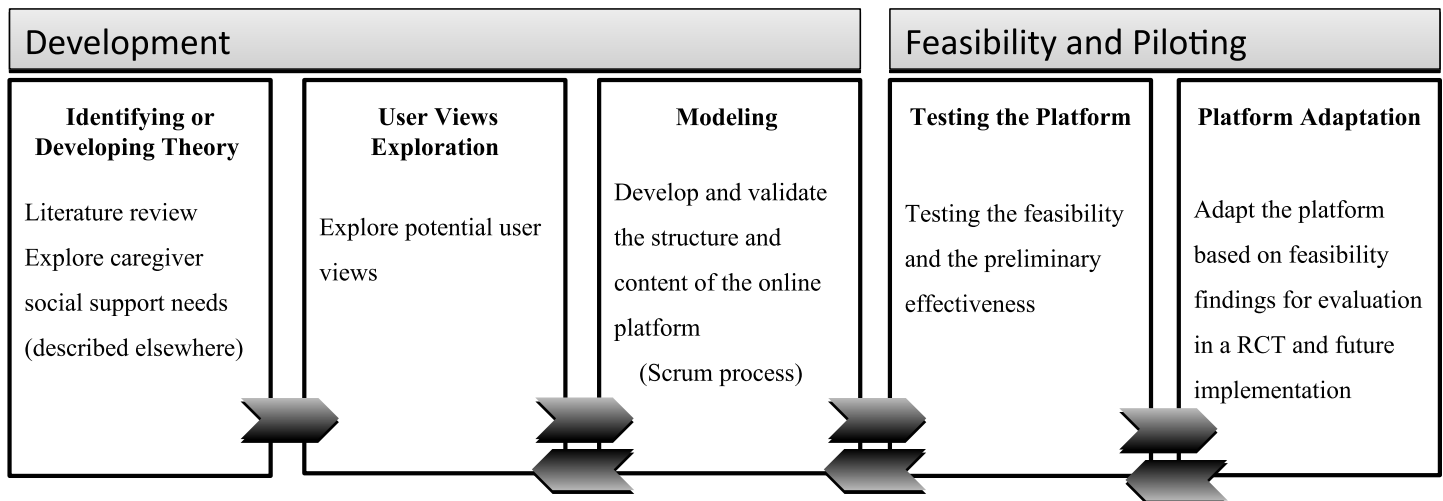 Development
Identifying or
Developing Theory
Literature review
Explore caregiver
social support needs
(described elsewhere)
User Views
Exploration
Explore potential user
views
Modeling
Develop and validate
the structure and
content of the online
platform
(Scrum process)
Feasibility and Piloting
Testing the Platform
Testing the feasibility
and the preliminary
effectiveness
Platform Adaptation
Adapt the platform
based on feasibility
findings for evaluation
in a RCT and future
implementation